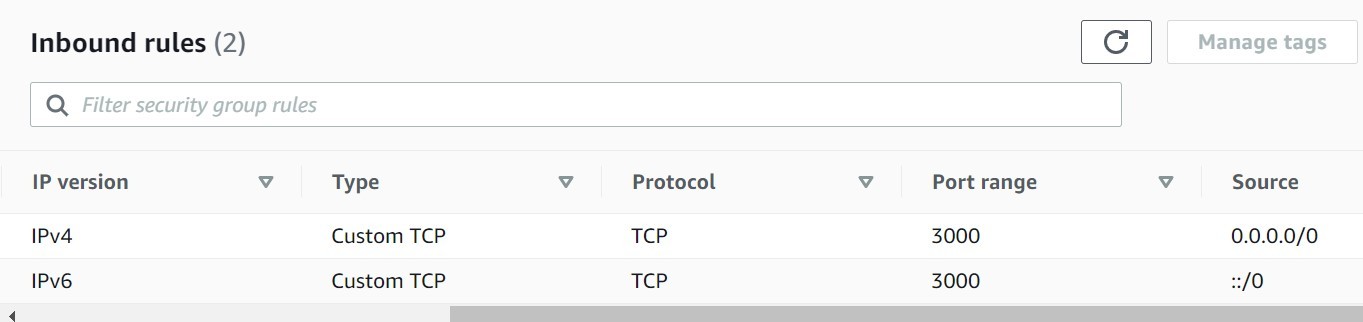 Inbound rules (2)
Manage tags
Filter security group rules
IP version Type Protocol Port range Source
IPv4 Custom TCP TCP 3000 0.0.0.0/0
IPv6 Custom TCP TCP 3000 ::/0